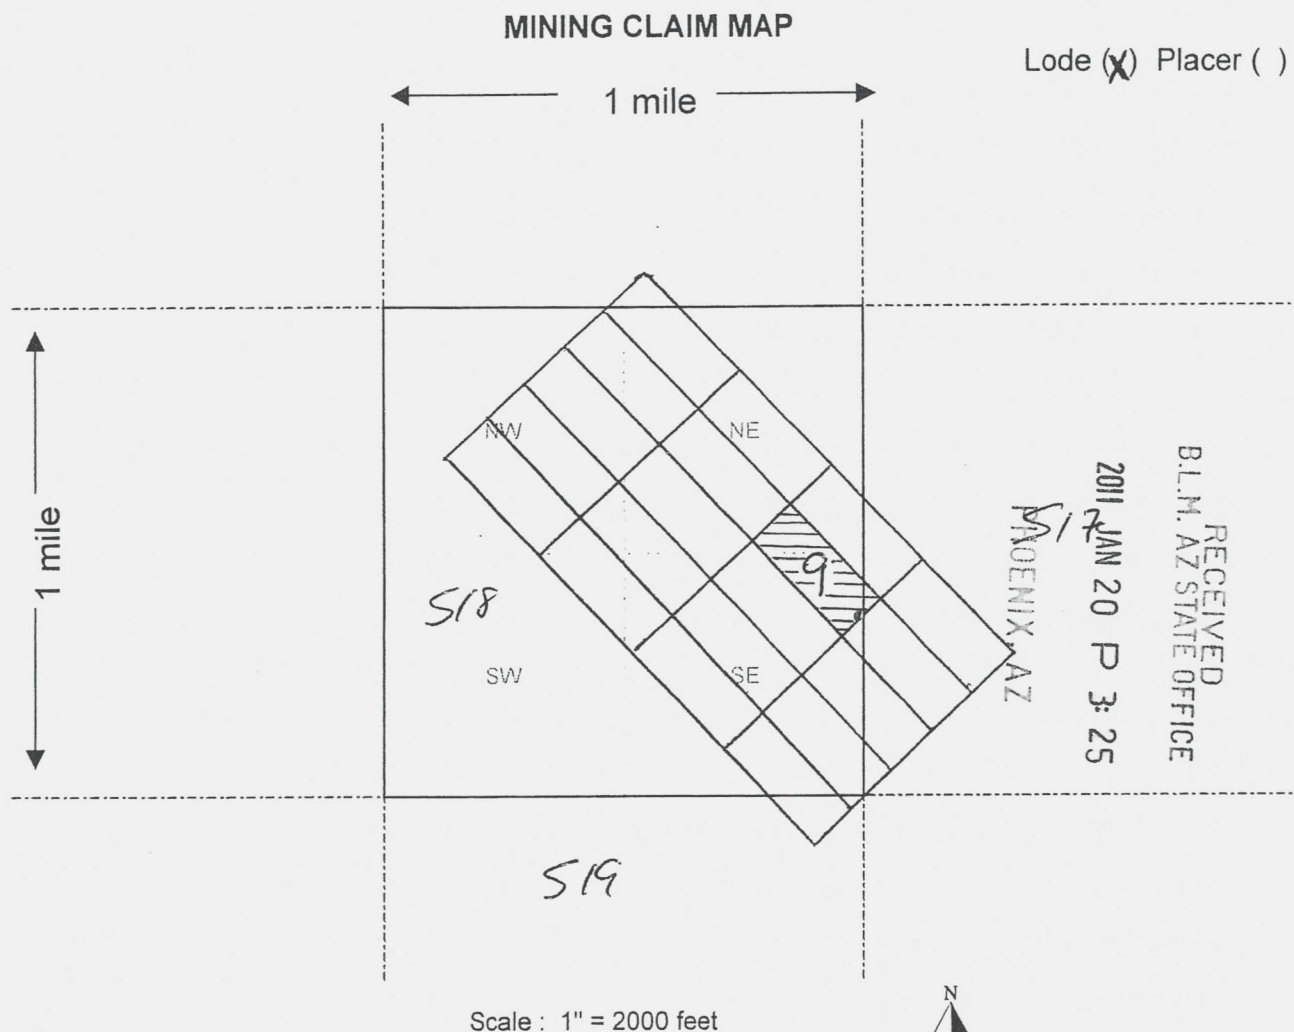 MINING CLAIM MAP
Lode (X) Placer ( )
1 mile
1 mile
NW
NE
9
S18
S17
SW
SE
S19
RECEIVED
B.L.M. AZ STATE OFFICE
2011 JAN 20 P 3:25
PHOENIX, AZ
N
Scale : 1" = 2000 feet